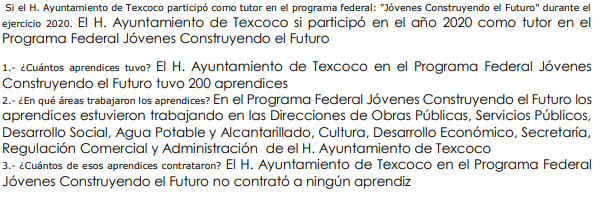 Si el H. Ayuntamiento de Texcoco participó como tutor en el programa federal: "Jóvenes Construyendo el Futuro" durante el
ejercicio 2020. El H. Ayuntamiento de Texcoco si participó en el año 2020 como tutor en el
Programa Federal Jóvenes Construyendo el Futuro
1.- ¿Cuántos aprendices tuvo? El H. Ayuntamiento de Texcoco en el Programa Federal Jóvenes
Construyendo el Futuro tuvo 200 aprendices
2.- ¿En qué áreas trabajaron los aprendices? En el Programa Federal Jóvenes Construyendo el Futuro los
aprendices estuvieron trabajando en las Direcciones de Obras Públicas, Servicios Públicos,
Desarrollo Social, Agua Potable y Alcantarillado, Cultura, Desarrollo Económico, Secretaría,
Regulación Comercial y Administración de el H. Ayuntamiento de Texcoco
3.- ¿Cuántos de esos aprendices contrataron? El H. Ayuntamiento de Texcoco en el Programa Federal
Jóvenes Construyendo el Futuro no contrató a ningún aprendiz